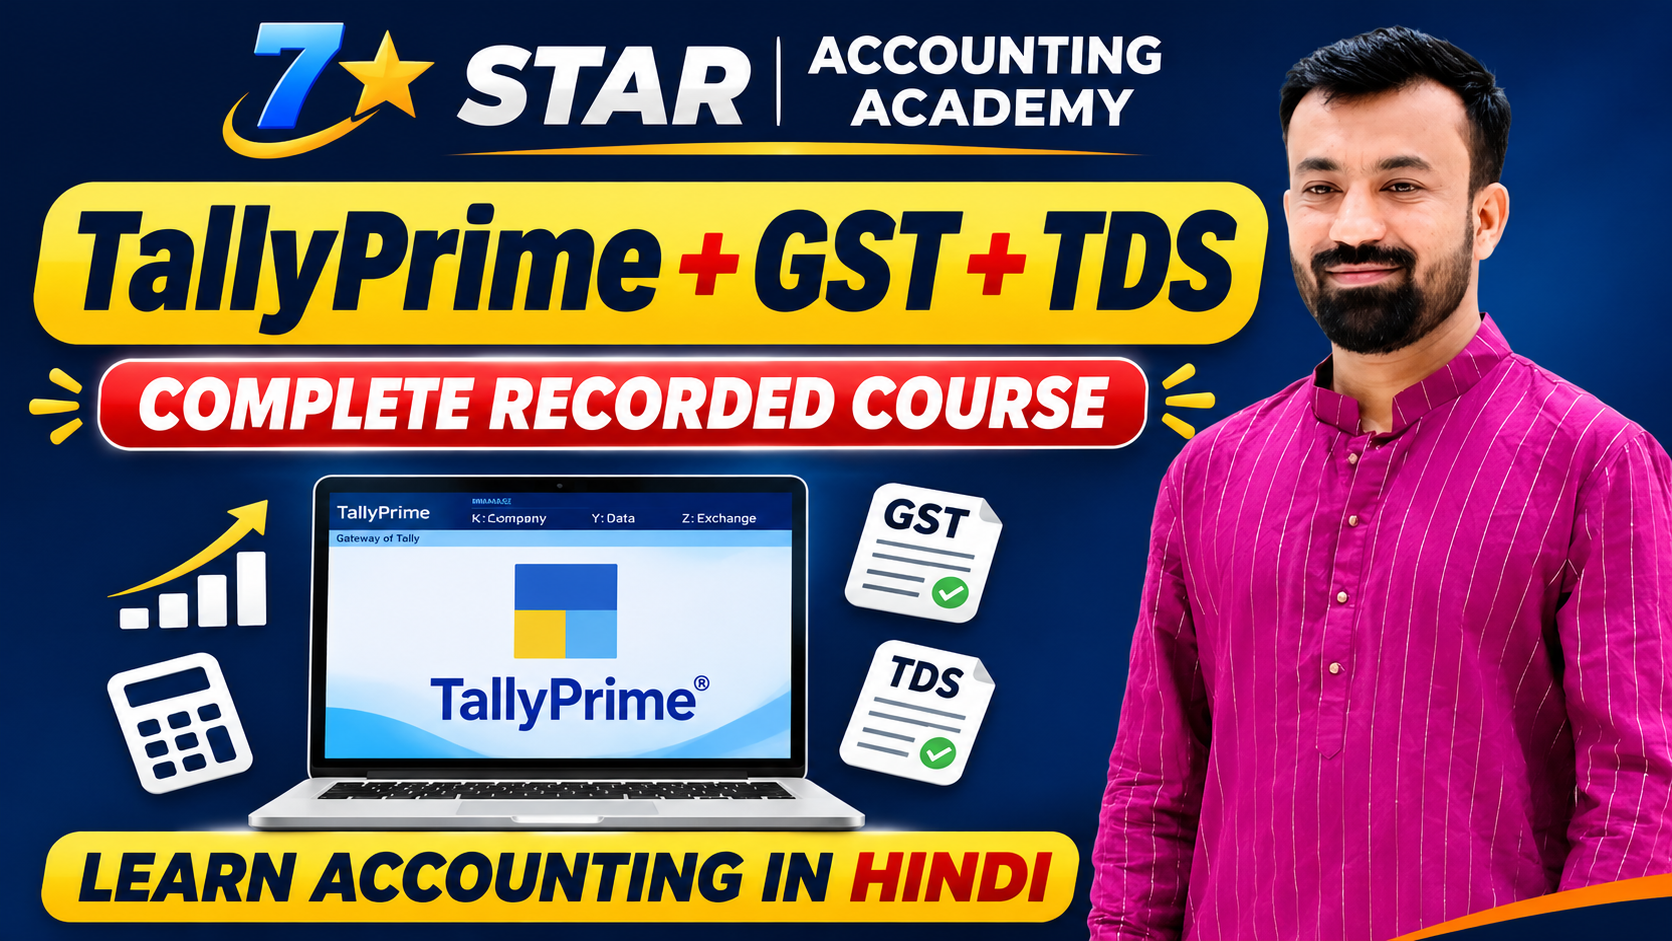 7 STAR
ACCOUNTING
ACADEMY
TallyPrime + GST + TDS
COMPLETE RECORDED COURSE
TallyPrime
K:Company Y:Data Z:Exchange
Gateway of Tally
TallyPrime®
GST
TDS
LEARN ACCOUNTING IN HINDI